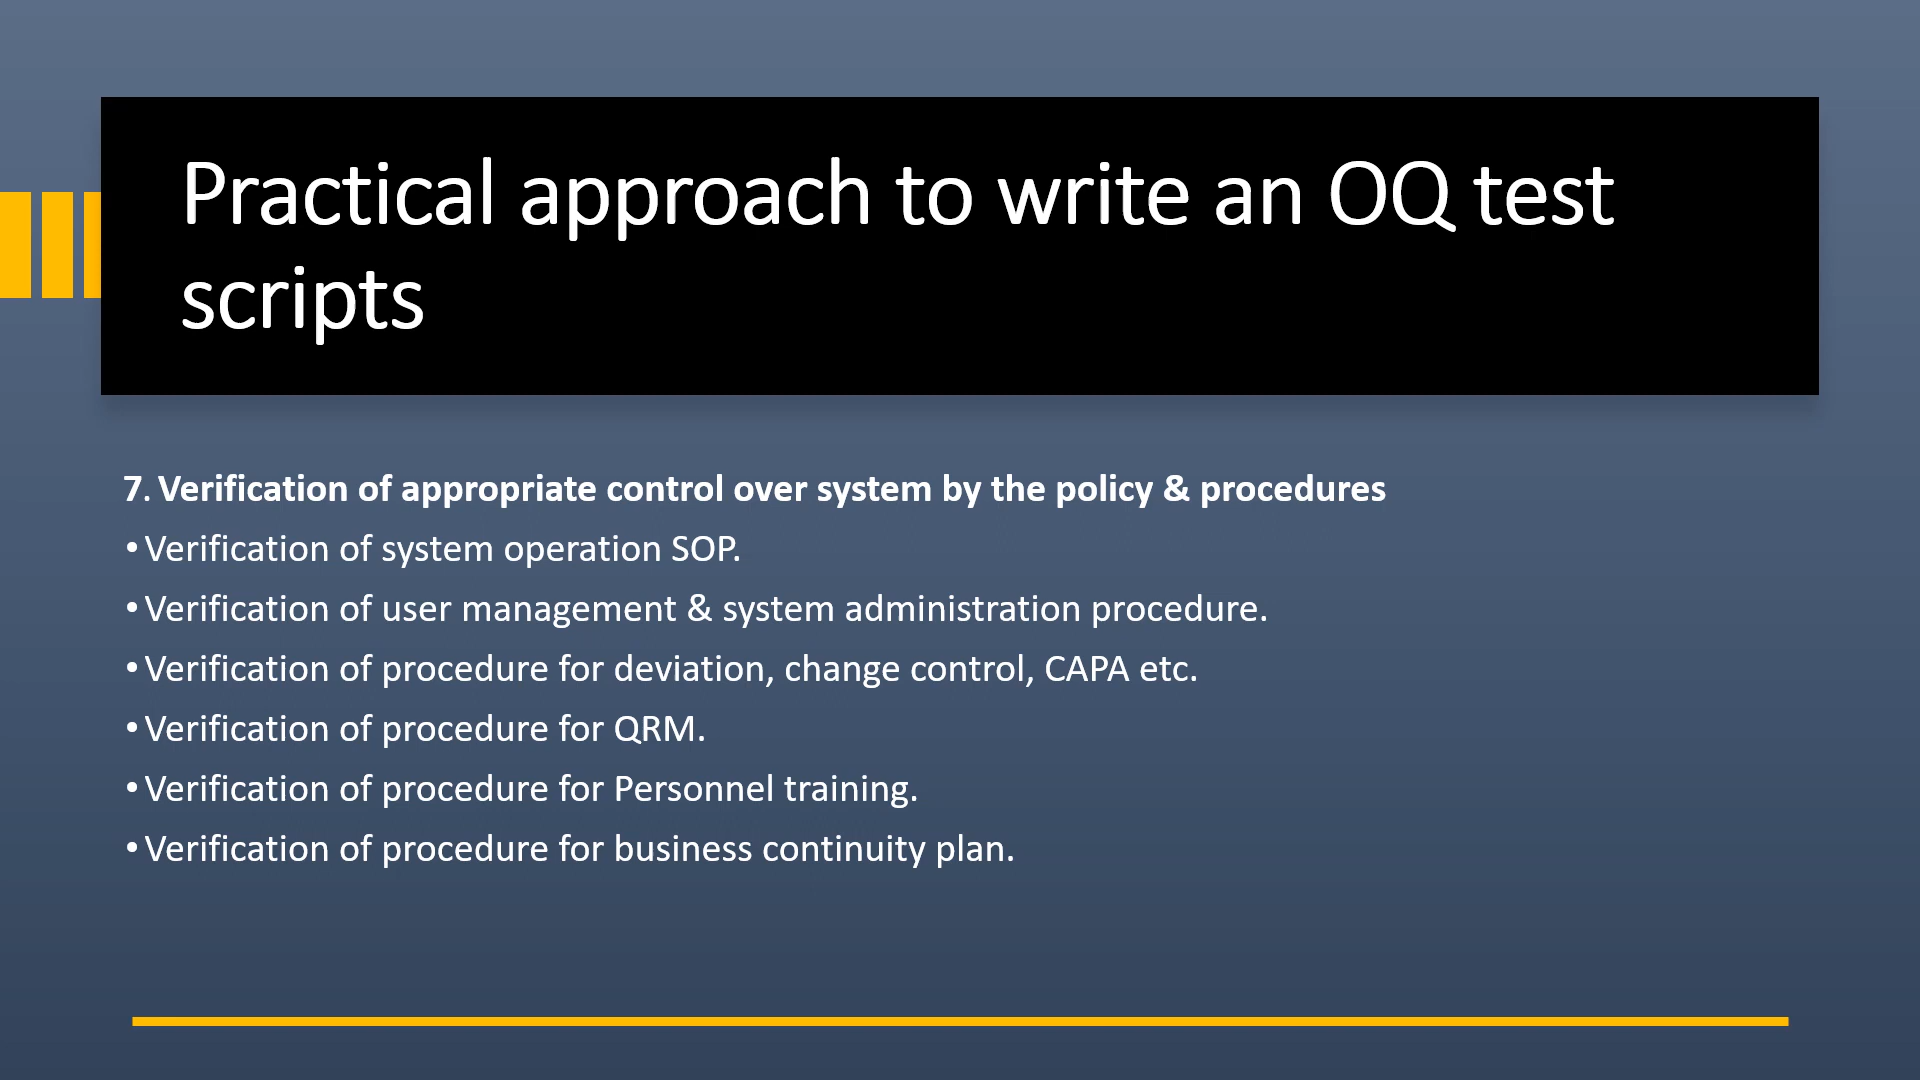 Practical approach to write an OQ test
scripts
7. Verification of appropriate control over system by the policy & procedures
• Verification of system operation SOP.
• Verification of user management & system administration procedure.
• Verification of procedure for deviation, change control, CAPA etc.
• Verification of procedure for QRM.
• Verification of procedure for Personnel training.
• Verification of procedure for business continuity plan.